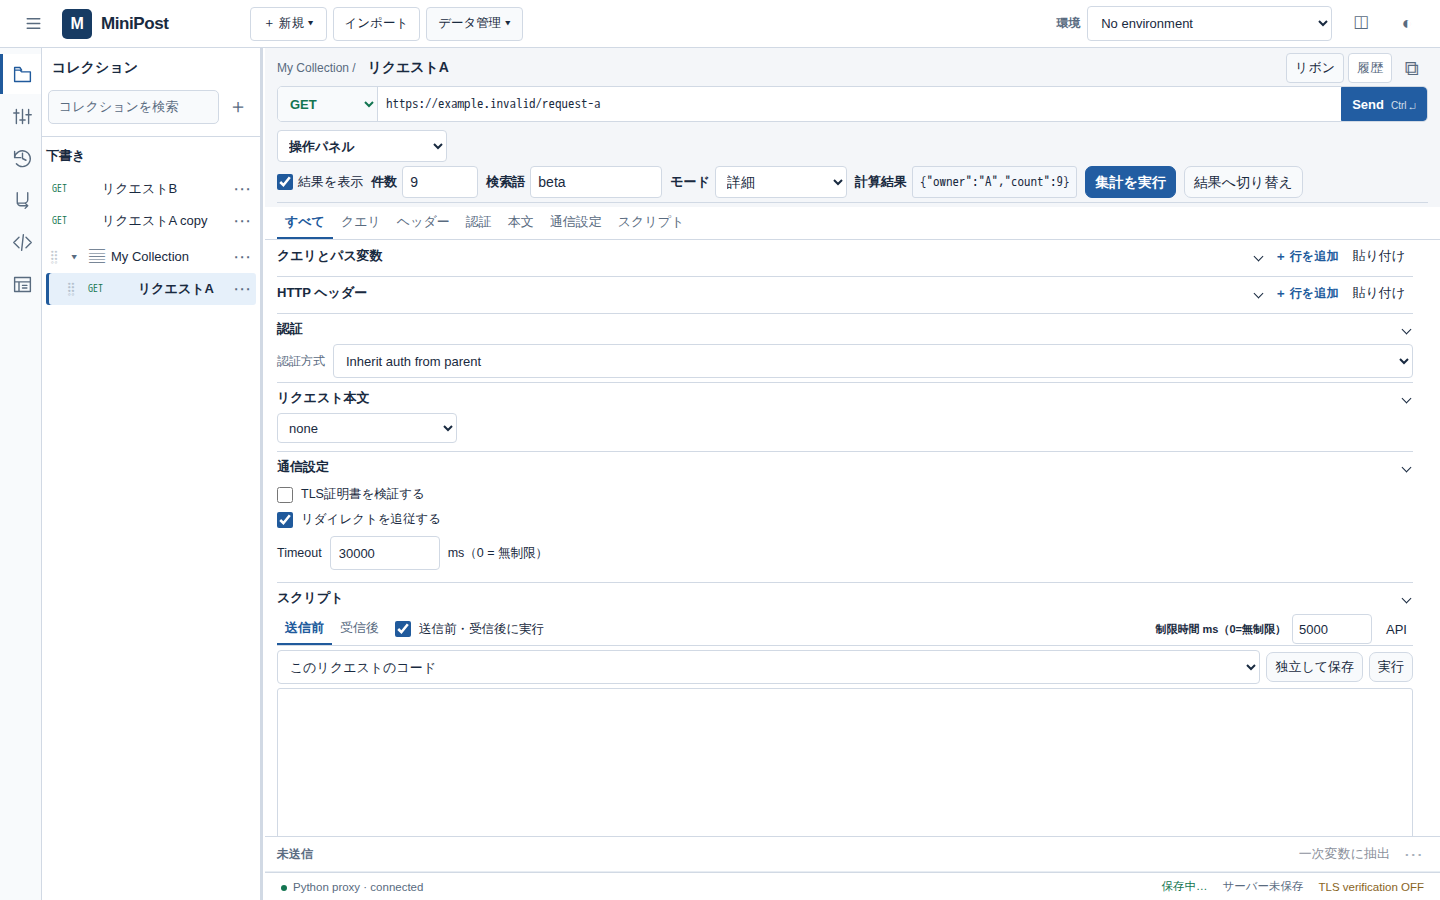 M MiniPost ＋ 新規 ▾ インポート データ管理 ▾ 環境 No environment
コレクション
コレクションを検索 ＋
下書き
GET リクエストB ···
GET リクエストA copy ···
▾ My Collection ···
GET リクエストA ···
My Collection / リクエストA リボン 履歴
GET https://example.invalid/request-a Send Ctrl ⏎
操作パネル
結果を表示 件数 9 検索語 beta モード 詳細 計算結果 {"owner":"A","count":9} 集計を実行 結果へ切り替え
すべて クエリ ヘッダー 認証 本文 通信設定 スクリプト
クエリとパス変数 + 行を追加 貼り付け
HTTP ヘッダー + 行を追加 貼り付け
認証
認証方式 Inherit auth from parent
リクエスト本文
none
通信設定
TLS証明書を検証する
リダイレクトを追従する
Timeout 30000 ms（0 = 無制限）
スクリプト
送信前 受信後 送信前・受信後に実行 制限時間 ms（0=無制限） 5000 API
このリクエストのコード 独立して保存 実行
未送信 一次変数に抽出 ···
Python proxy · connected 保存中… サーバー未保存 TLS verification OFF